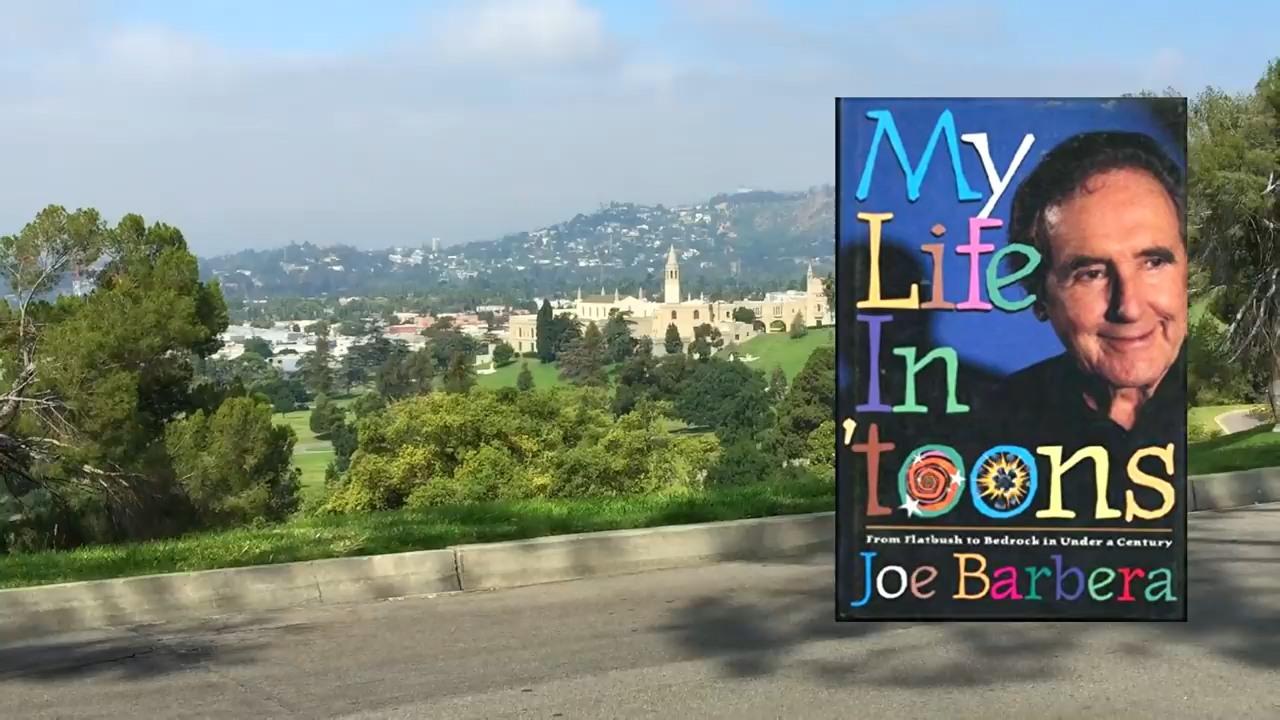 My
Life
In
'toons
From Flatbush to Bedrock in Under a Century
Joe Barbera